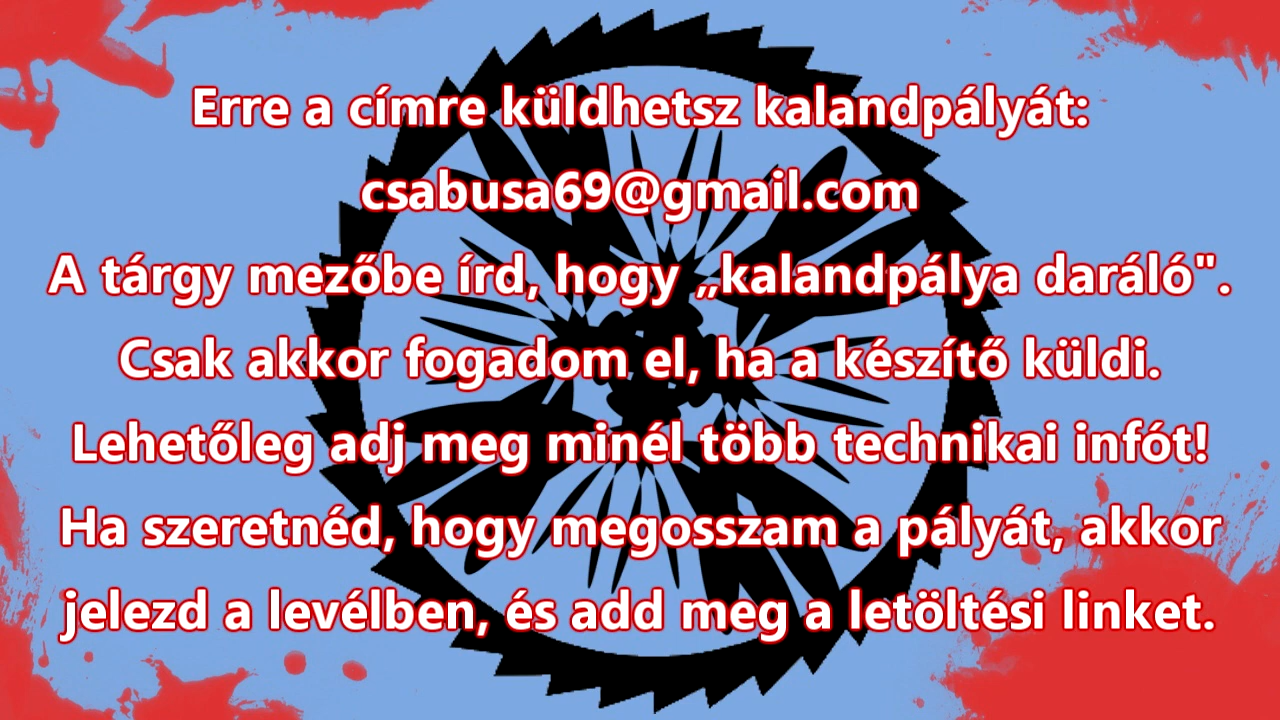 Erre a címre küldhetsz kalandpályát:
csabusa69@gmail.com
A tárgy mezőbe írd, hogy „kalandpálya daráló".
Csak akkor fogadom el, ha a készítő küldi.
Lehetőleg adj meg minél több technikai infót!
Ha szeretnéd, hogy megosszam a pályát, akkor
jelezd a levélben, és add meg a letöltési linket.